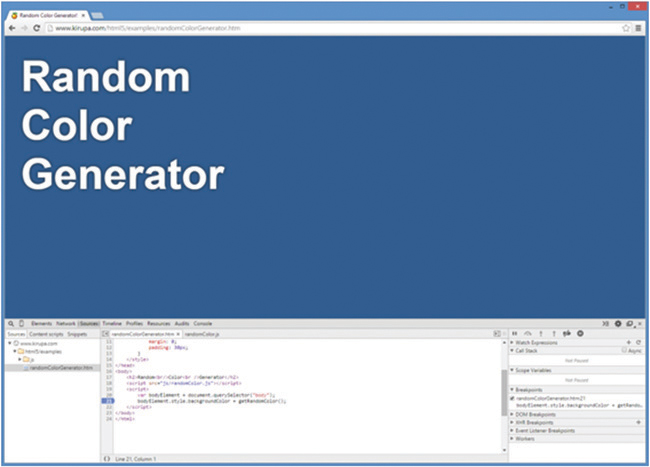 Random Color Generator!
www.kirupa.com/html5/examples/randomColorGenerator.htm
Random
Color
Generator
Elements Network Sources Timeline Profiles Resources Audits Console
Sources Content scripts Snippets
randomColorGenerator.htm randomColor.js
www.kirupa.com
html5/examples
js
randomColorGenerator.htm
11 margin: 0;
12 padding: 30px;
13 }
14 </style>
15 </head>
16 <body>
17 <h1>Random<br/>Color<br />Generator</h1>
18 <script src="js/randomColor.js"></script>
19 <script>
20 var bodyElement = document.querySelector("body");
21 bodyElement.style.backgroundColor = getRandomColor();
22 </script>
23 </body>
24 </html>
Line 21, Column 1
Watch Expressions
Call Stack Async
Not Paused
Scope Variables
Not Paused
Breakpoints
randomColorGenerator.htm:21
bodyElement.style.backgroundColor = getRando...
DOM Breakpoints
XHR Breakpoints
Event Listener Breakpoints
Workers